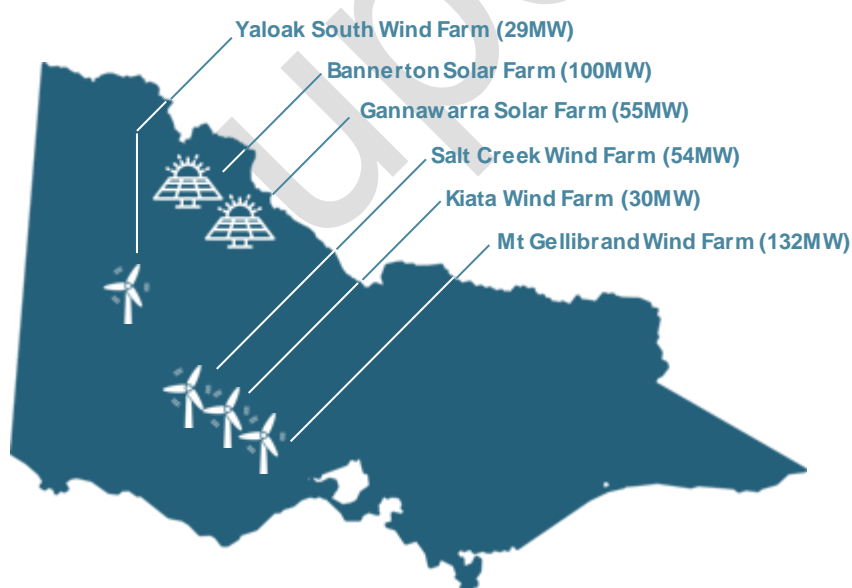 Yaloak South Wind Farm (29MW)
Bannerton Solar Farm (100MW)
Gannawarra Solar Farm (55MW)
Salt Creek Wind Farm (54MW)
Kiata Wind Farm (30MW)
Mt Gellibrand Wind Farm (132MW)